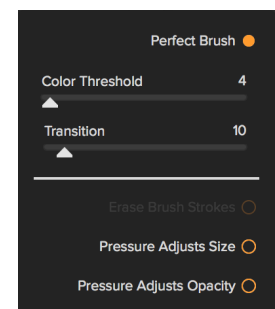 Perfect Brush
Color Threshold 4
Transition 10
Erase Brush Strokes
Pressure Adjusts Size
Pressure Adjusts Opacity